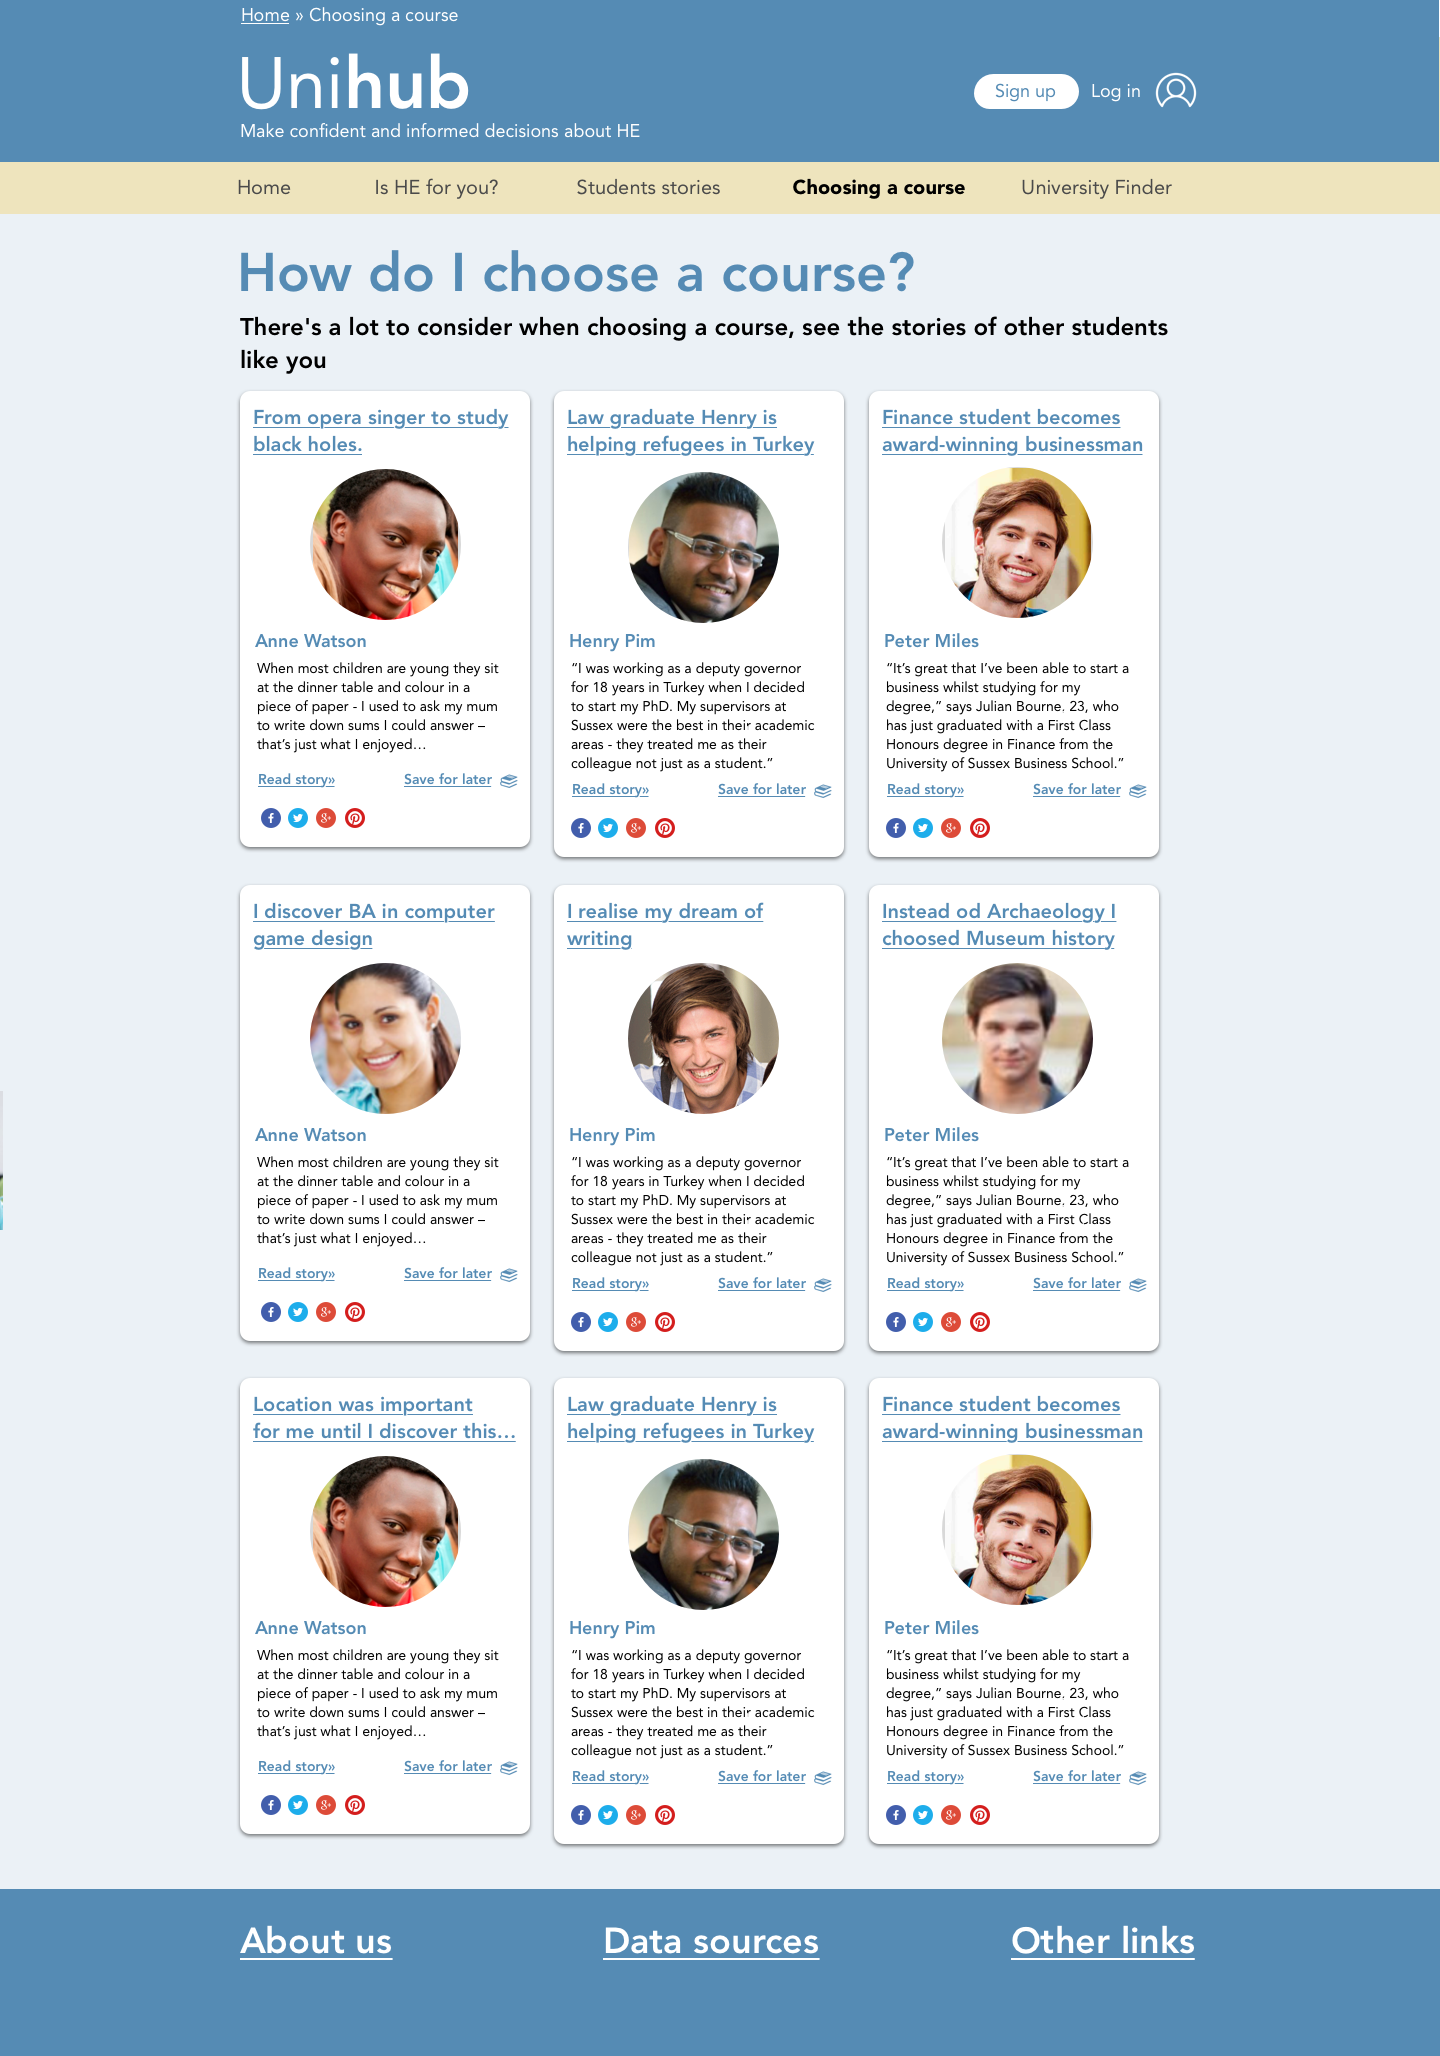 Home » Choosing a course
Unihub
Sign up Log in
Make confident and informed decisions about HE
Home Is HE for you? Students stories Choosing a course University Finder
How do I choose a course?
There's a lot to consider when choosing a course, see the stories of other students
like you
From opera singer to study
black holes.
Anne Watson
When most children are young they sit
at the dinner table and colour in a
piece of paper - I used to ask my mum
to write down sums I could answer –
that’s just what I enjoyed…
Read story» Save for later
Law graduate Henry is
helping refugees in Turkey
Henry Pim
“I was working as a deputy governor
for 18 years in Turkey when I decided
to start my PhD. My supervisors at
Sussex were the best in their academic
areas - they treated me as their
colleague not just as a student.”
Read story» Save for later
Finance student becomes
award-winning businessman
Peter Miles
“It’s great that I’ve been able to start a
business whilst studying for my
degree,” says Julian Bourne. 23, who
has just graduated with a First Class
Honours degree in Finance from the
University of Sussex Business School.”
Read story» Save for later
I discover BA in computer
game design
Anne Watson
When most children are young they sit
at the dinner table and colour in a
piece of paper - I used to ask my mum
to write down sums I could answer –
that’s just what I enjoyed…
Read story» Save for later
I realise my dream of
writing
Henry Pim
“I was working as a deputy governor
for 18 years in Turkey when I decided
to start my PhD. My supervisors at
Sussex were the best in their academic
areas - they treated me as their
colleague not just as a student.”
Read story» Save for later
Instead od Archaeology I
choosed Museum history
Peter Miles
“It’s great that I’ve been able to start a
business whilst studying for my
degree,” says Julian Bourne. 23, who
has just graduated with a First Class
Honours degree in Finance from the
University of Sussex Business School.”
Read story» Save for later
Location was important
for me until I discover this…
Anne Watson
When most children are young they sit
at the dinner table and colour in a
piece of paper - I used to ask my mum
to write down sums I could answer –
that’s just what I enjoyed…
Read story» Save for later
Law graduate Henry is
helping refugees in Turkey
Henry Pim
“I was working as a deputy governor
for 18 years in Turkey when I decided
to start my PhD. My supervisors at
Sussex were the best in their academic
areas - they treated me as their
colleague not just as a student.”
Read story» Save for later
Finance student becomes
award-winning businessman
Peter Miles
“It’s great that I’ve been able to start a
business whilst studying for my
degree,” says Julian Bourne. 23, who
has just graduated with a First Class
Honours degree in Finance from the
University of Sussex Business School.”
Read story» Save for later
About us Data sources Other links